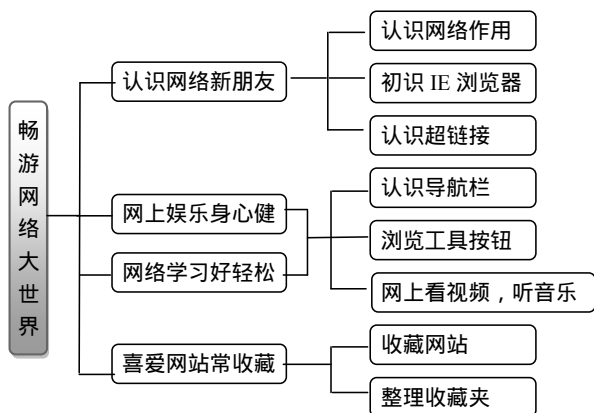 畅游网络大世界
认识网络新朋友
认识网络作用
初识 IE 浏览器
认识超链接
网上娱乐身心健
网络学习好轻松
认识导航栏
浏览工具按钮
网上看视频，听音乐
喜爱网站常收藏
收藏网站
整理收藏夹